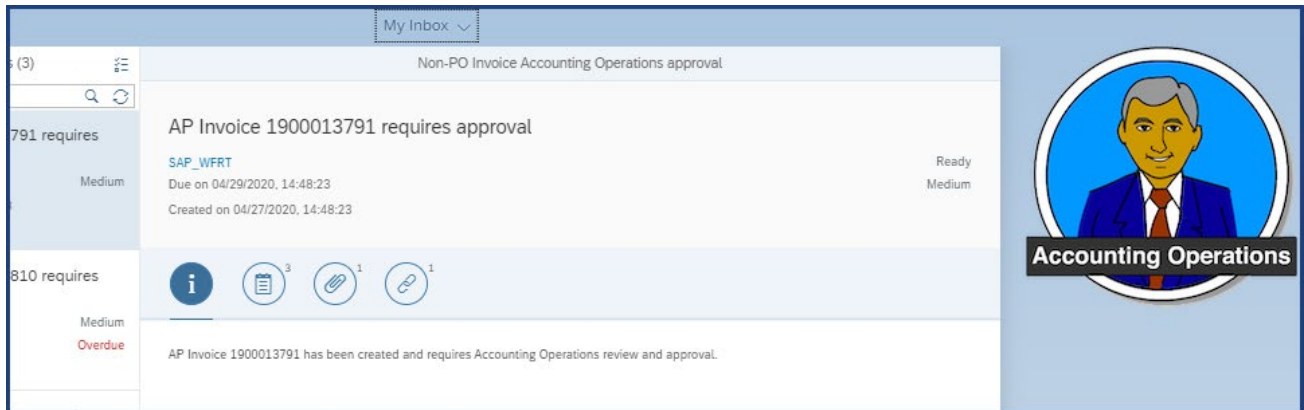 My Inbox
(3)
Non-PO Invoice Accounting Operations approval
791 requires
Medium
AP Invoice 1900013791 requires approval
SAP_WFRT
Ready
Due on 04/29/2020, 14:48:23
Medium
Created on 04/27/2020, 14:48:23
810 requires
Medium
Overdue
i
3
1
1
AP Invoice 1900013791 has been created and requires Accounting Operations review and approval.
Accounting Operations